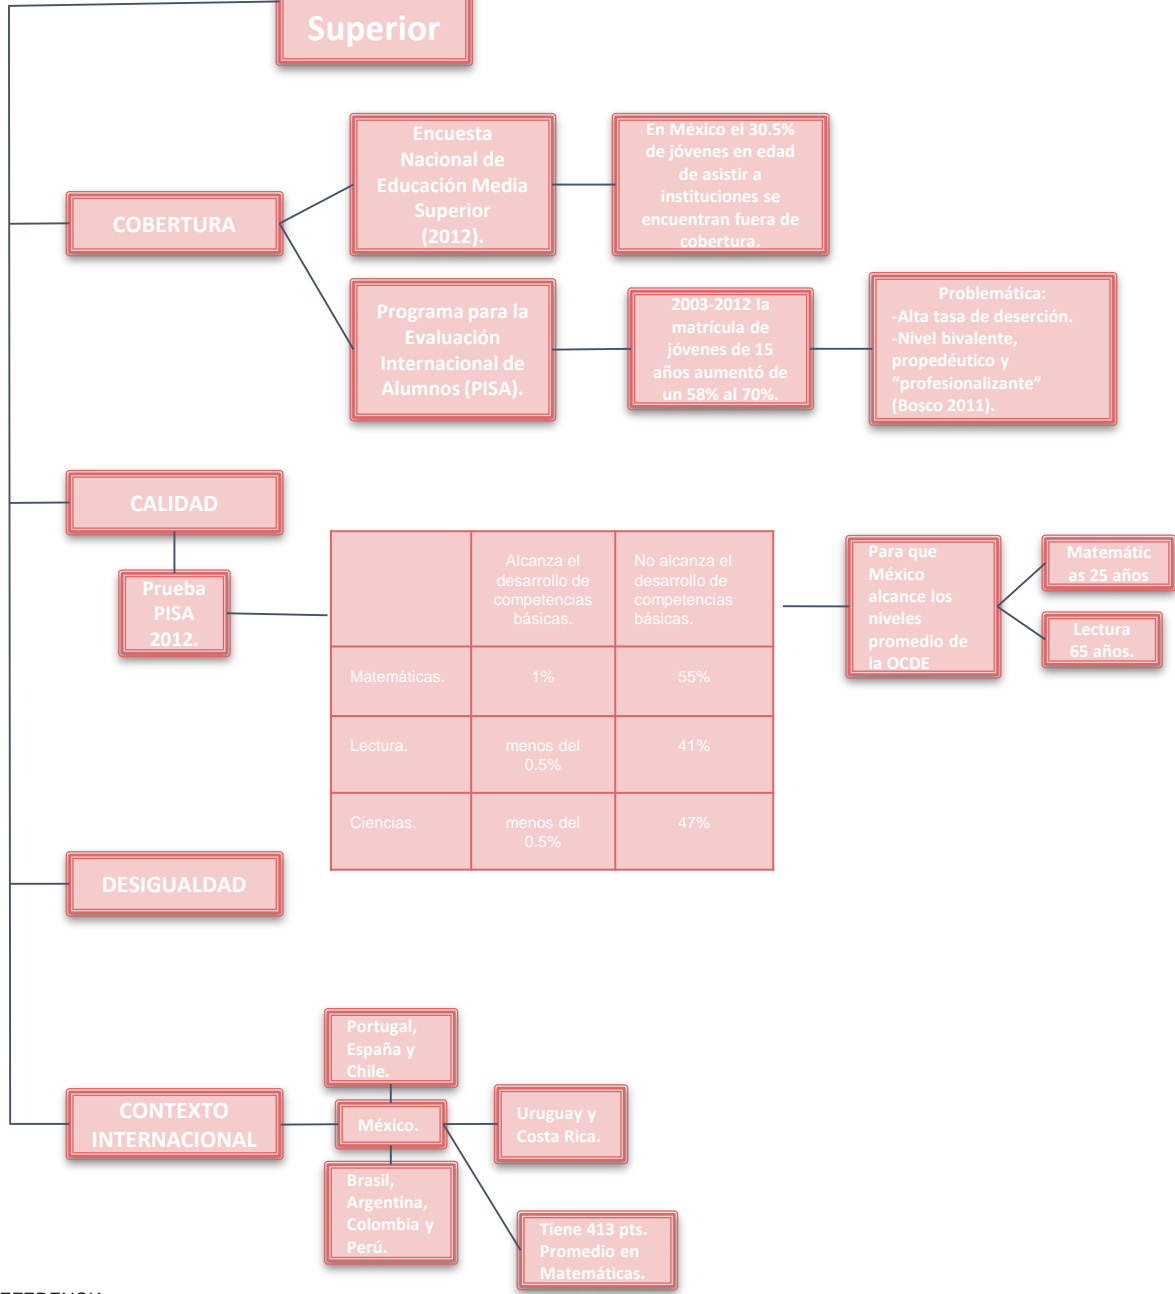 Superior
Encuesta
Nacional de
Educación Media
Superior
(2012).
En México el 30.5%
de jóvenes en edad
de asistir a
instituciones se
encuentran fuera de
cobertura.
COBERTURA
Programa para la
Evaluación
Internacional de
Alumnos (PISA).
2003-2012 la
matrícula de
jóvenes de 15
años aumentó de
un 58% al 70%.
Problemática:
-Alta tasa de deserción.
-Nivel bivalente,
propedéutico y
“profesionalizante”
(Bosco 2011).
CALIDAD
Prueba
PISA
2012.
Alcanza el
desarrollo de
competencias
básicas.
No alcanza el
desarrollo de
competencias
básicas.
Matemáticas.
1%
55%
Lectura.
menos del
0.5%
41%
Ciencias.
menos del
0.5%
47%
Para que
México
alcance los
niveles
promedio de
la OCDE
Matemátic
as 25 años
Lectura
65 años.
DESIGUALDAD
CONTEXTO
INTERNACIONAL
Portugal,
España y
Chile.
México.
Uruguay y
Costa Rica.
Brasil,
Argentina,
Colombia y
Perú.
Tiene 413 pts.
Promedio en
Matemáticas.